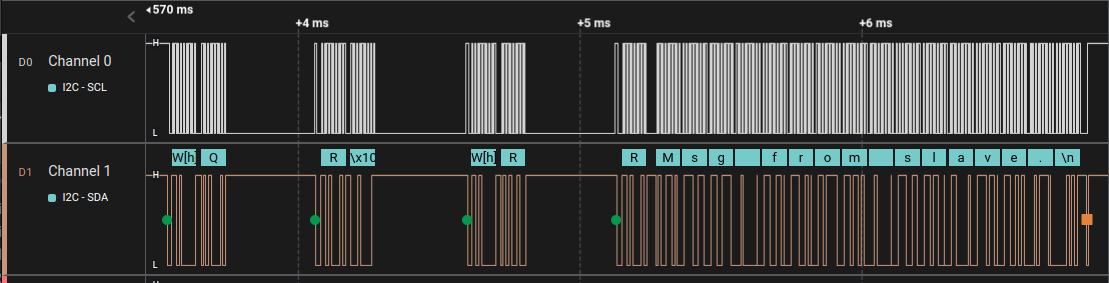 570 ms
+4 ms +5 ms +6 ms
D0 Channel 0 H
I2C - SCL
L
W[h] Q R \x10 W[h] R R M s g f r o m s l a v e . \n
D1 Channel 1 H
I2C - SDA
L
H